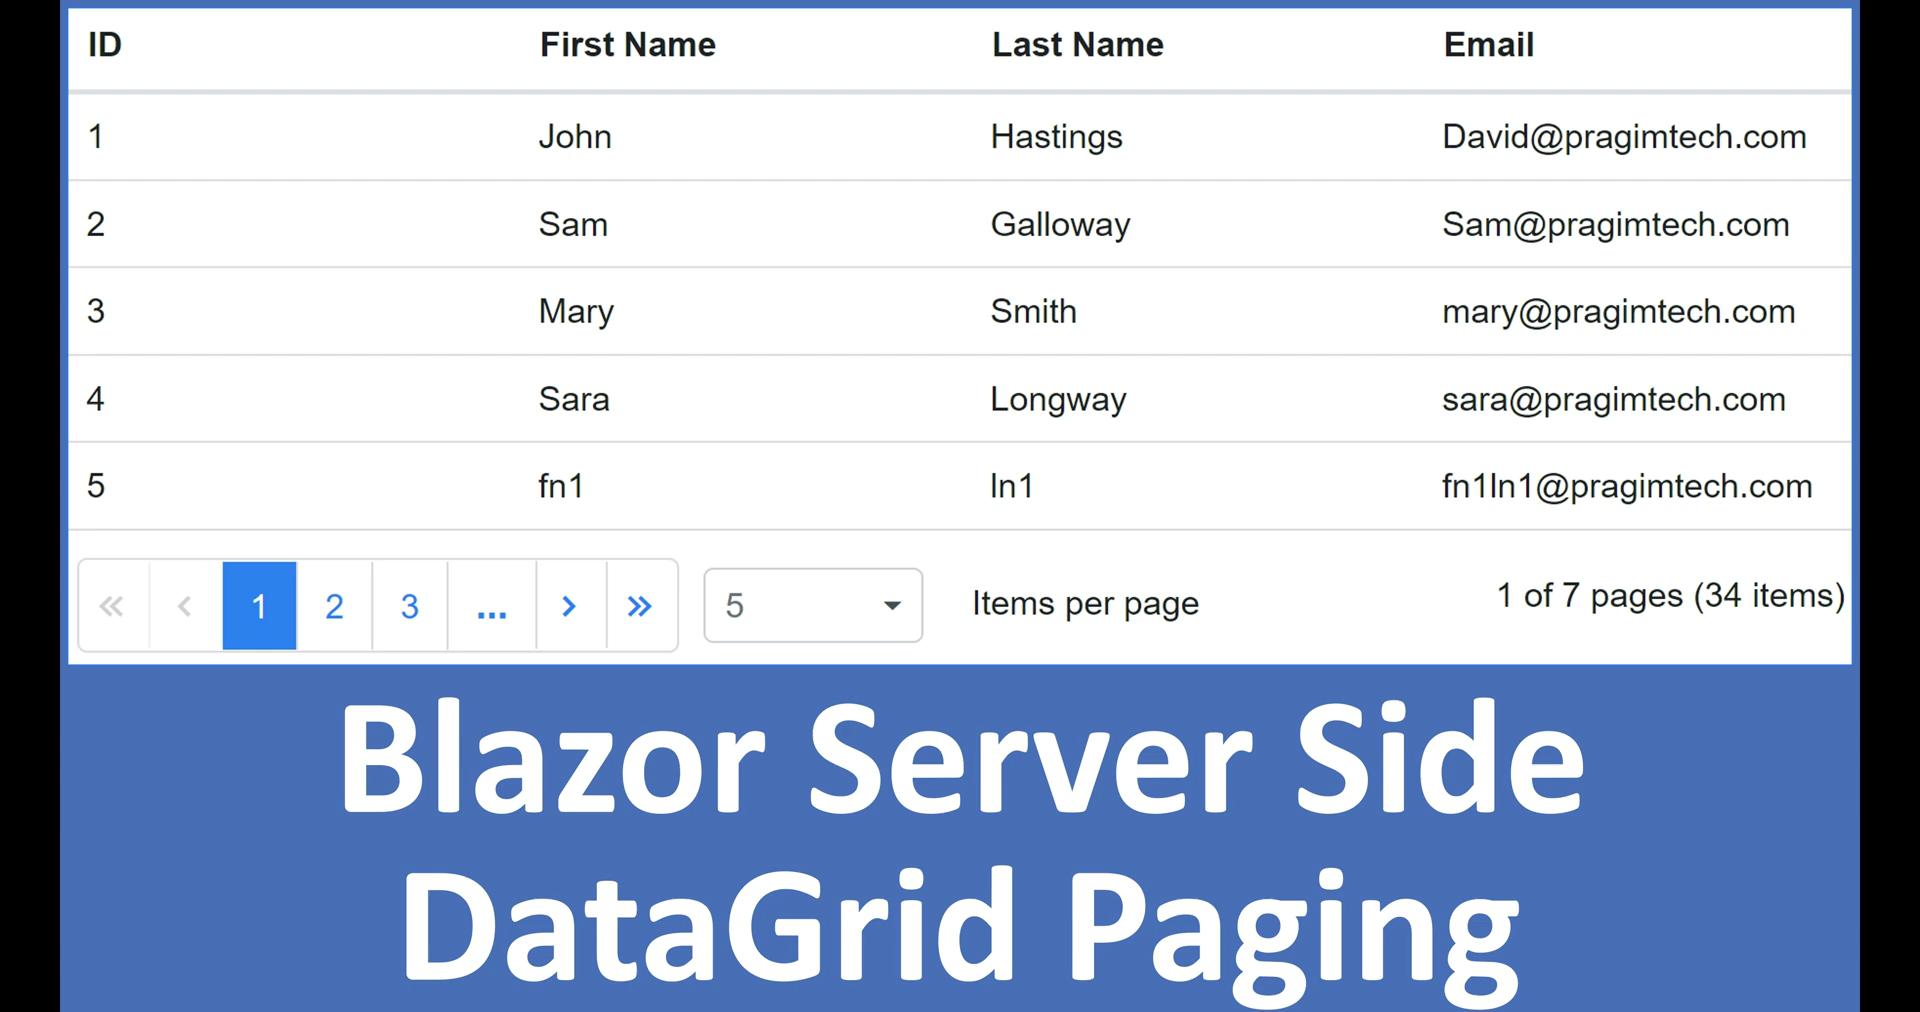 ID First Name Last Name Email
1 John Hastings David@pragimtech.com
2 Sam Galloway Sam@pragimtech.com
3 Mary Smith mary@pragimtech.com
4 Sara Longway sara@pragimtech.com
5 fn1 ln1 fn1ln1@pragimtech.com
« ‹ 1 2 3 ... › » 5 Items per page 1 of 7 pages (34 items)
Blazor Server Side
DataGrid Paging